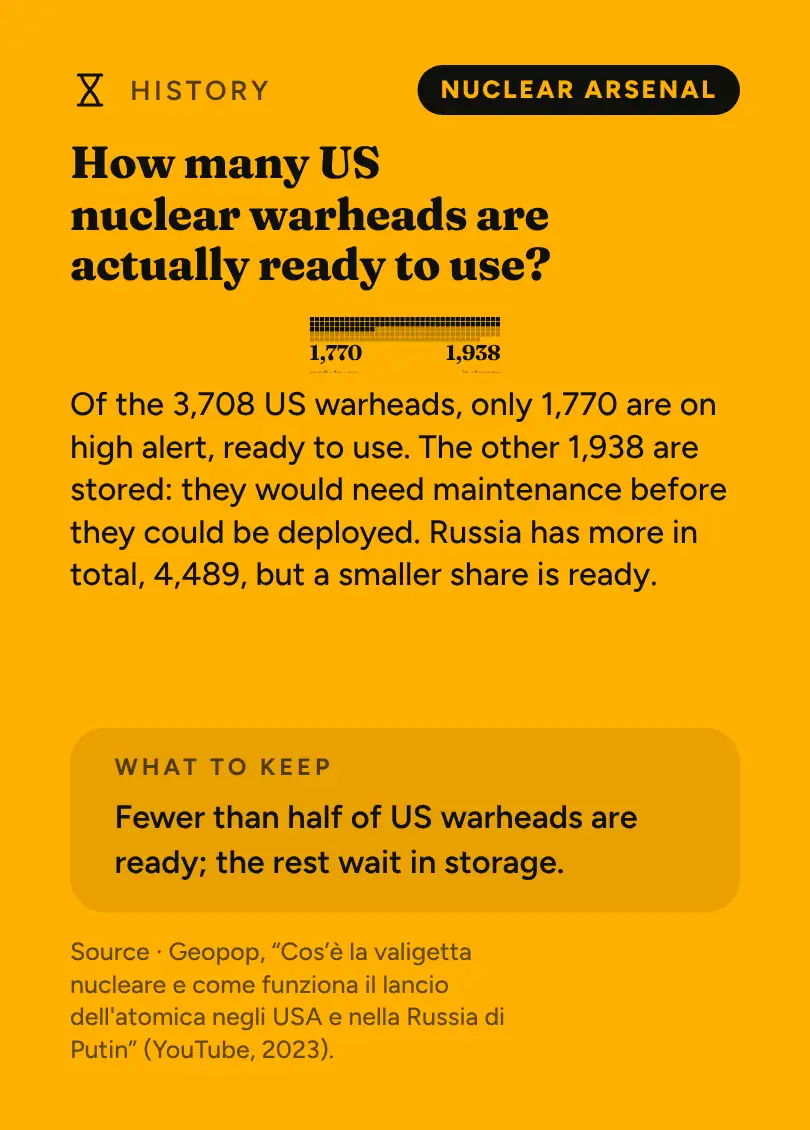 HISTORY
NUCLEAR ARSENAL
How many US
nuclear warheads are
actually ready to use?
1,770
1,938
Of the 3,708 US warheads, only 1,770 are on
high alert, ready to use. The other 1,938 are
stored: they would need maintenance before
they could be deployed. Russia has more in
total, 4,489, but a smaller share is ready.
WHAT TO KEEP
Fewer than half of US warheads are
ready; the rest wait in storage.
Source · Geopop, “Cos’è la valigetta
nucleare e come funziona il lancio
dell'atomica negli USA e nella Russia di
Putin” (YouTube, 2023).